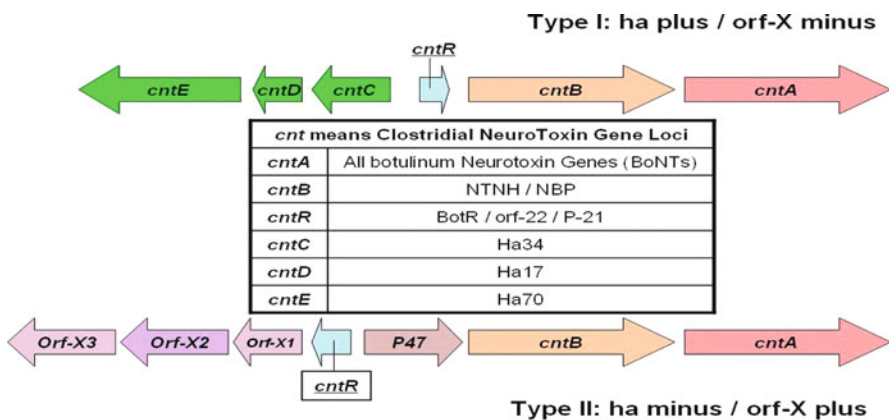 Type I: ha plus / orf-X minus
cntR
cntE cntD cntC cntB cntA
cnt means Clostridial NeuroToxin Gene Loci
cntA All botulinum Neurotoxin Genes (BoNTs)
cntB NTNH / NBP
cntR BotR / orf-22 / P-21
cntC Ha34
cntD Ha17
cntE Ha70
Orf-X3 Orf-X2 Orf-X1 P47 cntB cntA
cntR
Type II: ha minus / orf-X plus